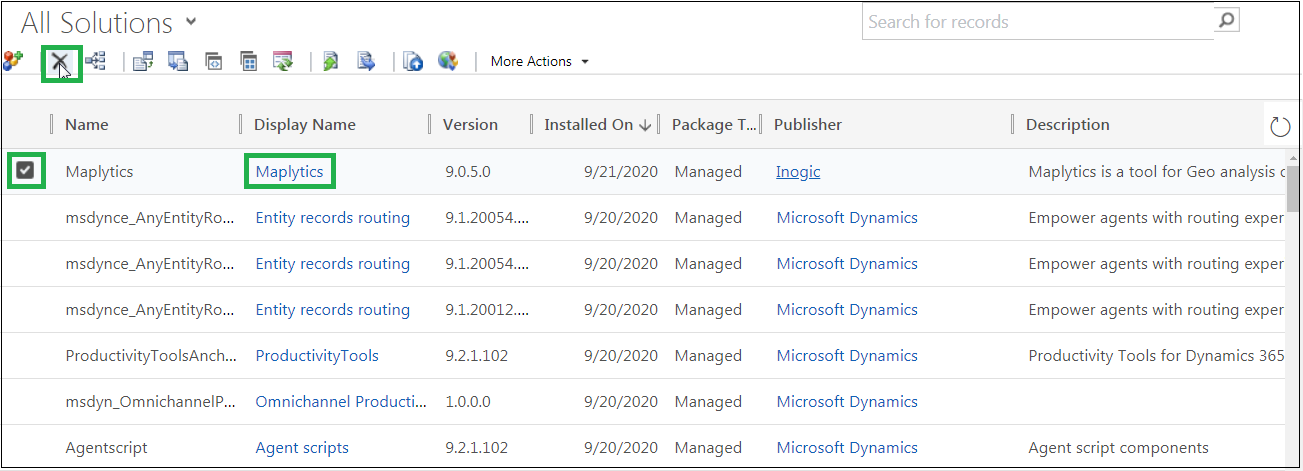 All Solutions
Search for records
More Actions
Name Display Name Version Installed On Package T... Publisher Description
Maplytics Maplytics 9.0.5.0 9/21/2020 Managed Inogic Maplytics is a tool for Geo analysis
msdynce_AnyEntityRo... Entity records routing 9.1.20054.... 9/20/2020 Managed Microsoft Dynamics Empower agents with routing exper
msdynce_AnyEntityRo... Entity records routing 9.1.20054.... 9/20/2020 Managed Microsoft Dynamics Empower agents with routing exper
msdynce_AnyEntityRo... Entity records routing 9.1.20012.... 9/20/2020 Managed Microsoft Dynamics Empower agents with routing exper
ProductivityToolsAnch... ProductivityTools 9.2.1.102 9/20/2020 Managed Microsoft Dynamics Productivity Tools for Dynamics 365
msdyn_OmnichannelP... Omnichannel Producti... 1.0.0.0 9/20/2020 Managed Microsoft Dynamics
Agentscript Agent scripts 9.2.1.102 9/20/2020 Managed Microsoft Dynamics Agent script components